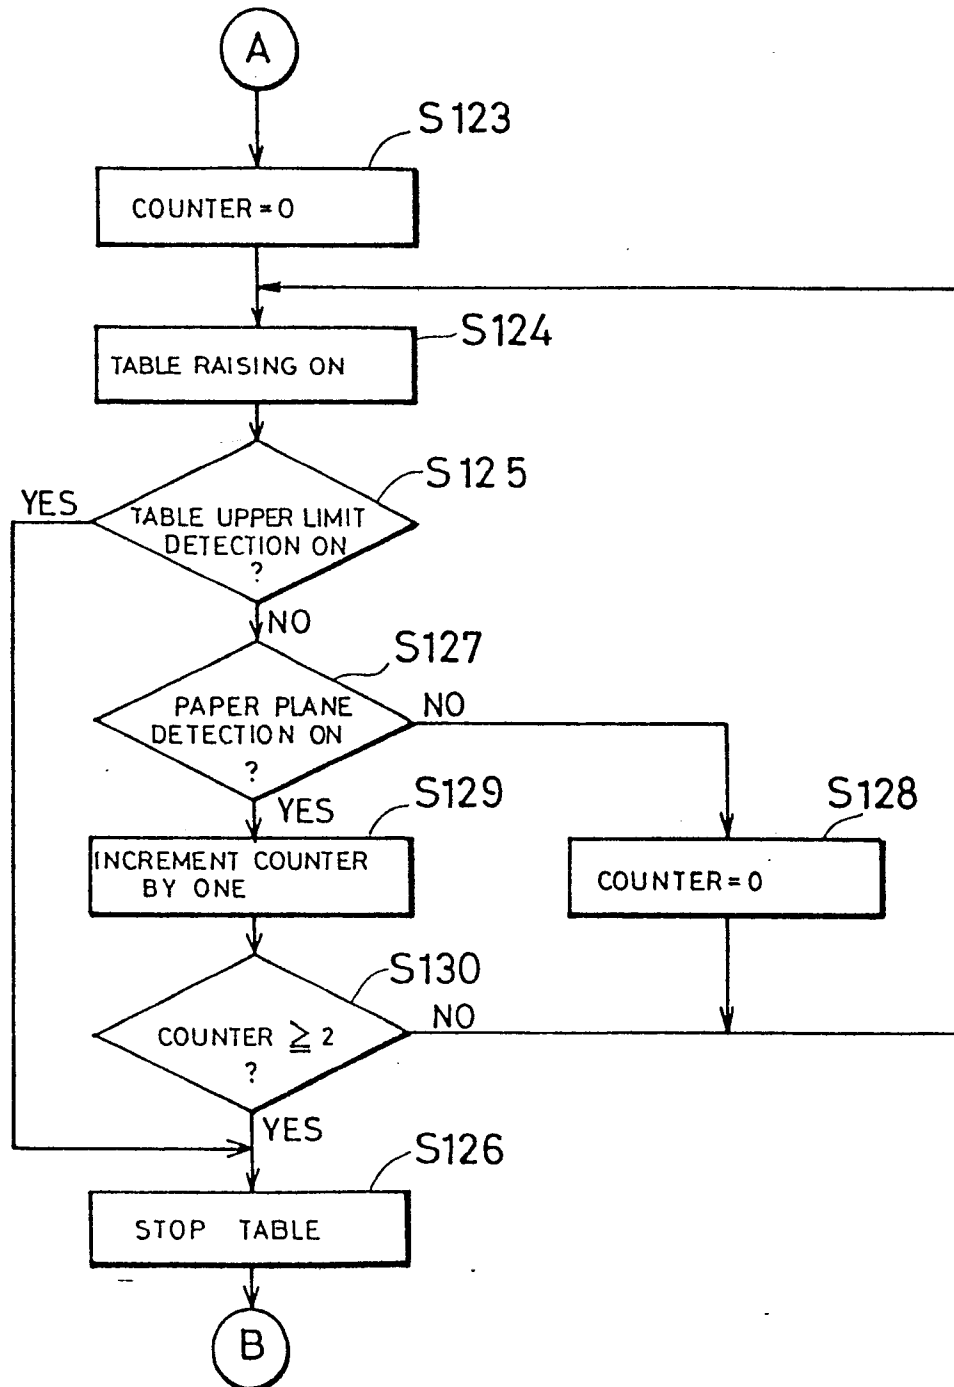 A
S123
COUNTER=0
S124
TABLE RAISING ON
S125
YES
TABLE UPPER LIMIT
DETECTION ON
?
NO
S127
PAPER PLANE
DETECTION ON
?
NO
YES
S129
S128
INCREMENT COUNTER
BY ONE
COUNTER=0
S130
COUNTER ≧ 2
?
NO
YES
S126
STOP TABLE
B